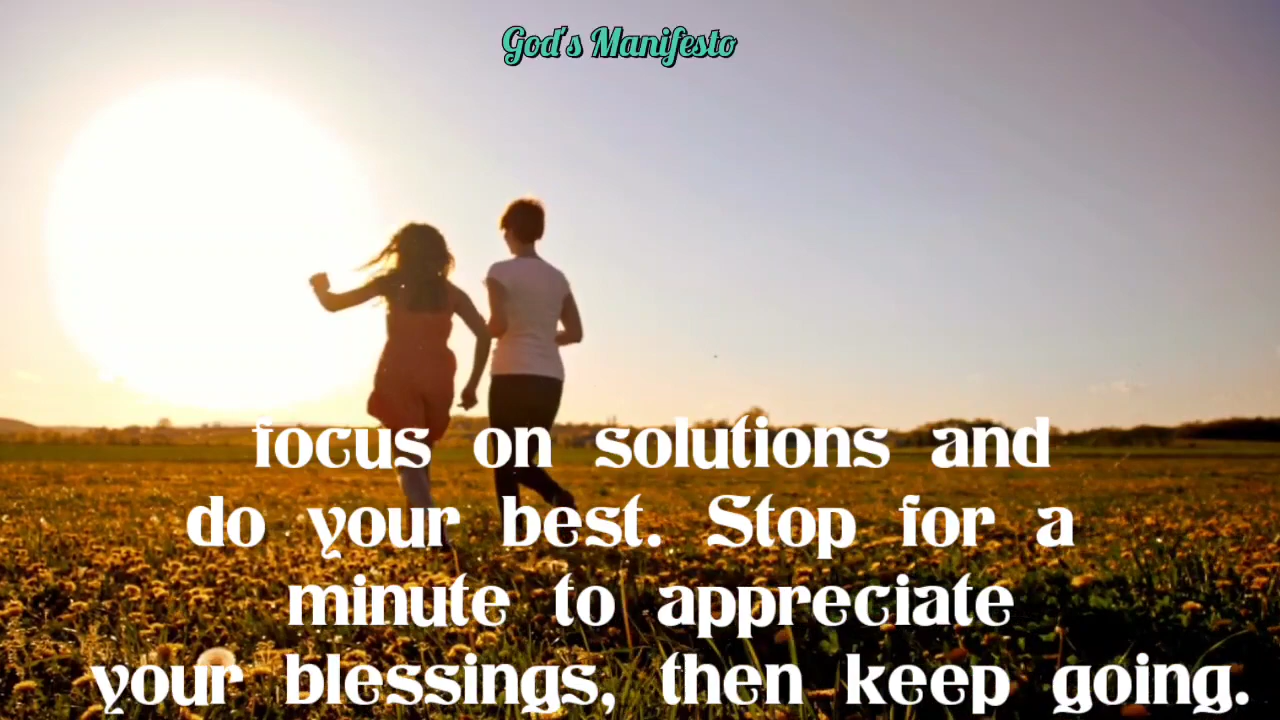 God's Manifesto
focus on solutions and
do your best. Stop for a
minute to appreciate
your blessings, then keep going.